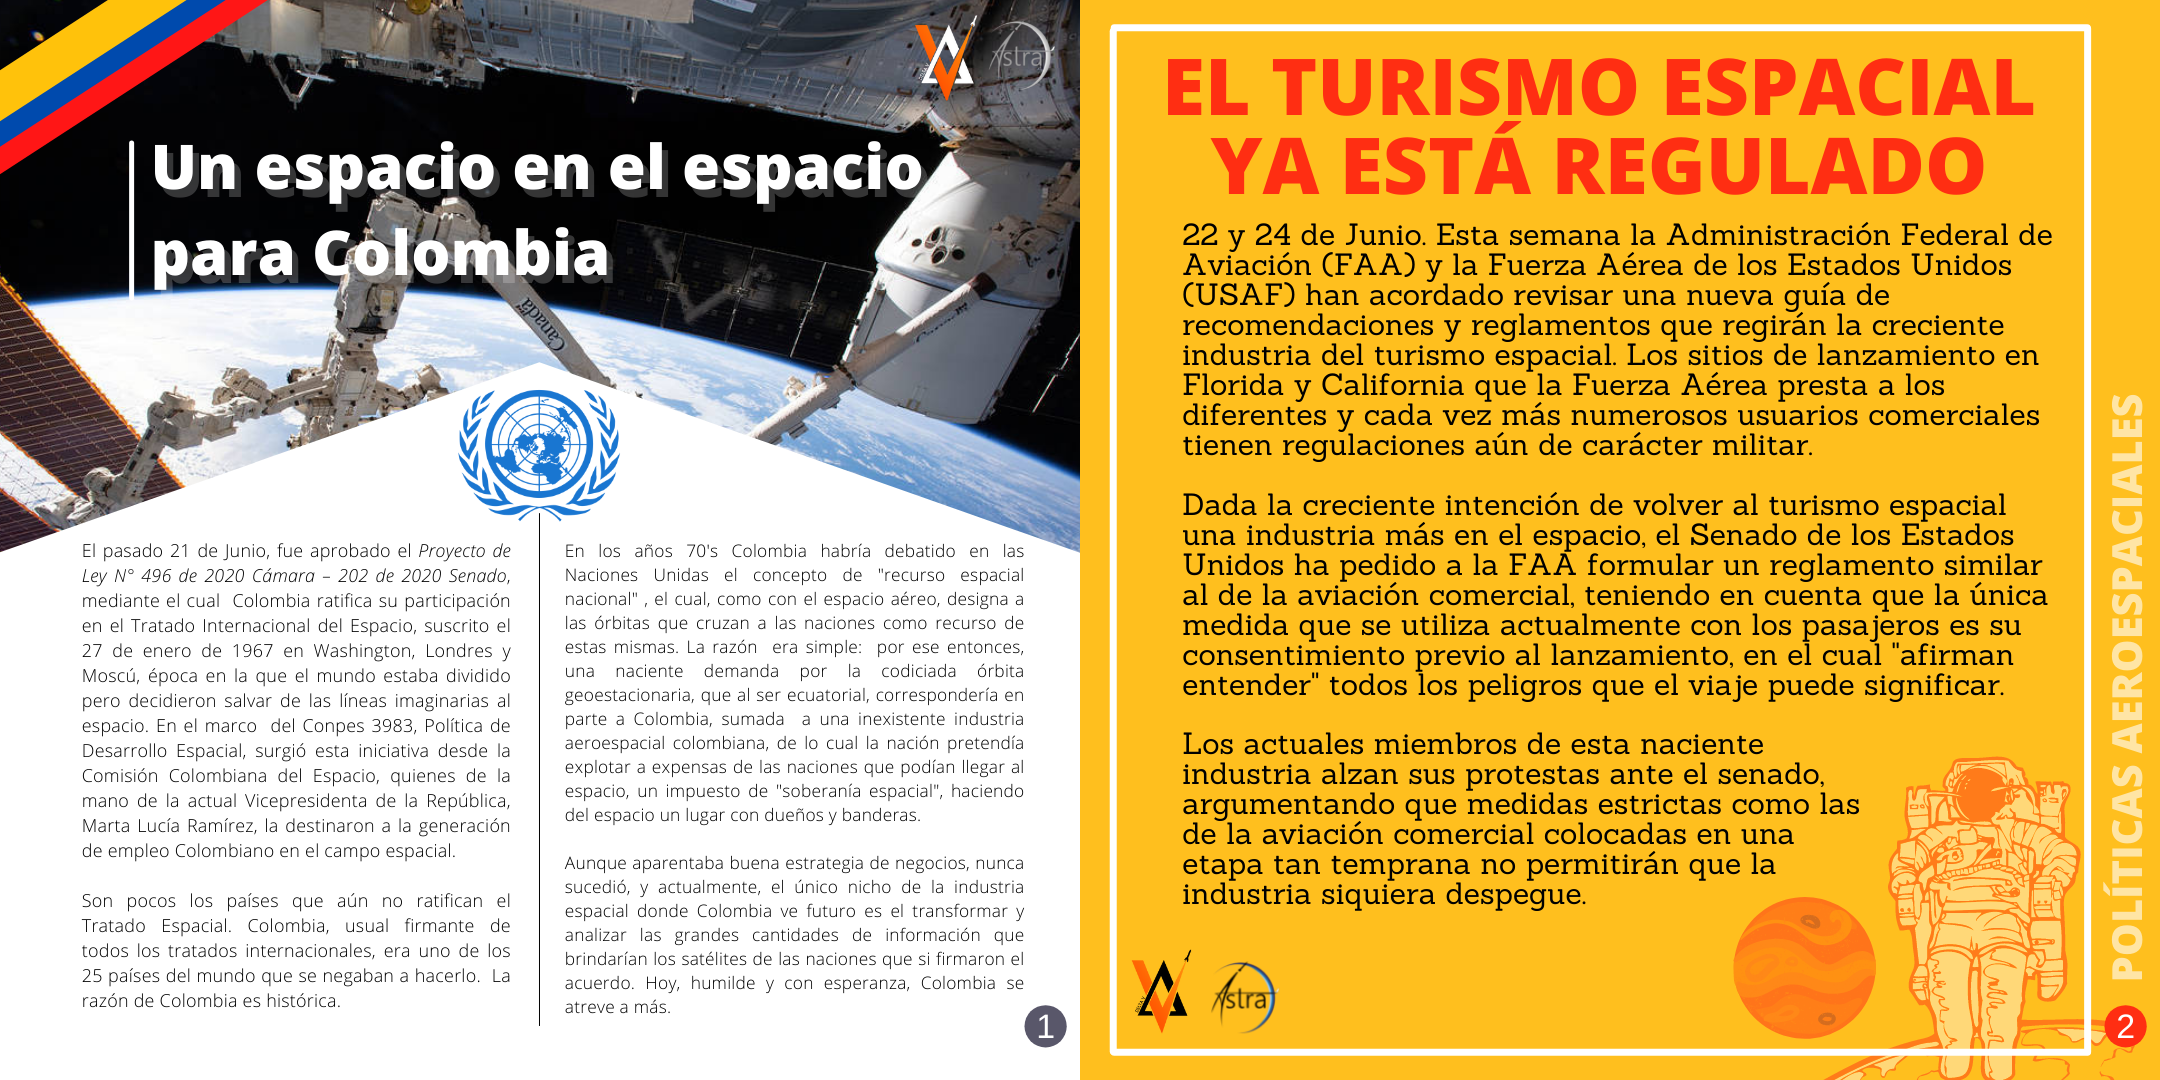 Astra
Un espacio en el espacio
para Colombia
Canada
El pasado 21 de Junio, fue aprobado el Proyecto de
Ley N° 496 de 2020 Cámara – 202 de 2020 Senado,
mediante el cual Colombia ratifica su participación
en el Tratado Internacional del Espacio, suscrito el
27 de enero de 1967 en Washington, Londres y
Moscú, época en la que el mundo estaba dividido
pero decidieron salvar de las líneas imaginarias al
espacio. En el marco del Conpes 3983, Política de
Desarrollo Espacial, surgió esta iniciativa desde la
Comisión Colombiana del Espacio, quienes de la
mano de la actual Vicepresidenta de la República,
Marta Lucía Ramírez, la destinaron a la generación
de empleo Colombiano en el campo espacial.
Son pocos los países que aún no ratifican el
Tratado Espacial. Colombia, usual firmante de
todos los tratados internacionales, era uno de los
25 países del mundo que se negaban a hacerlo. La
razón de Colombia es histórica.
En los años 70's Colombia habría debatido en las
Naciones Unidas el concepto de "recurso espacial
nacional" , el cual, como con el espacio aéreo, designa a
las órbitas que cruzan a las naciones como recurso de
estas mismas. La razón era simple: por ese entonces,
una naciente demanda por la codiciada órbita
geoestacionaria, que al ser ecuatorial, correspondería en
parte a Colombia, sumada a una inexistente industria
aeroespacial colombiana, de lo cual la nación pretendía
explotar a expensas de las naciones que podían llegar al
espacio, un impuesto de "soberanía espacial", haciendo
del espacio un lugar con dueños y banderas.
Aunque aparentaba buena estrategia de negocios, nunca
sucedió, y actualmente, el único nicho de la industria
espacial donde Colombia ve futuro es el transformar y
analizar las grandes cantidades de información que
brindarían los satélites de las naciones que si firmaron el
acuerdo. Hoy, humilde y con esperanza, Colombia se
atreve a más.
1
EL TURISMO ESPACIAL
YA ESTÁ REGULADO
22 y 24 de Junio. Esta semana la Administración Federal de
Aviación (FAA) y la Fuerza Aérea de los Estados Unidos
(USAF) han acordado revisar una nueva guía de
recomendaciones y reglamentos que regirán la creciente
industria del turismo espacial. Los sitios de lanzamiento en
Florida y California que la Fuerza Aérea presta a los
diferentes y cada vez más numerosos usuarios comerciales
tienen regulaciones aún de carácter militar.
Dada la creciente intención de volver al turismo espacial
una industria más en el espacio, el Senado de los Estados
Unidos ha pedido a la FAA formular un reglamento similar
al de la aviación comercial, teniendo en cuenta que la única
medida que se utiliza actualmente con los pasajeros es su
consentimiento previo al lanzamiento, en el cual "afirman
entender" todos los peligros que el viaje puede significar.
Los actuales miembros de esta naciente
industria alzan sus protestas ante el senado,
argumentando que medidas estrictas como las
de la aviación comercial colocadas en una
etapa tan temprana no permitirán que la
industria siquiera despegue.
Astra
POLÍTICAS AEROESPACIALES
2